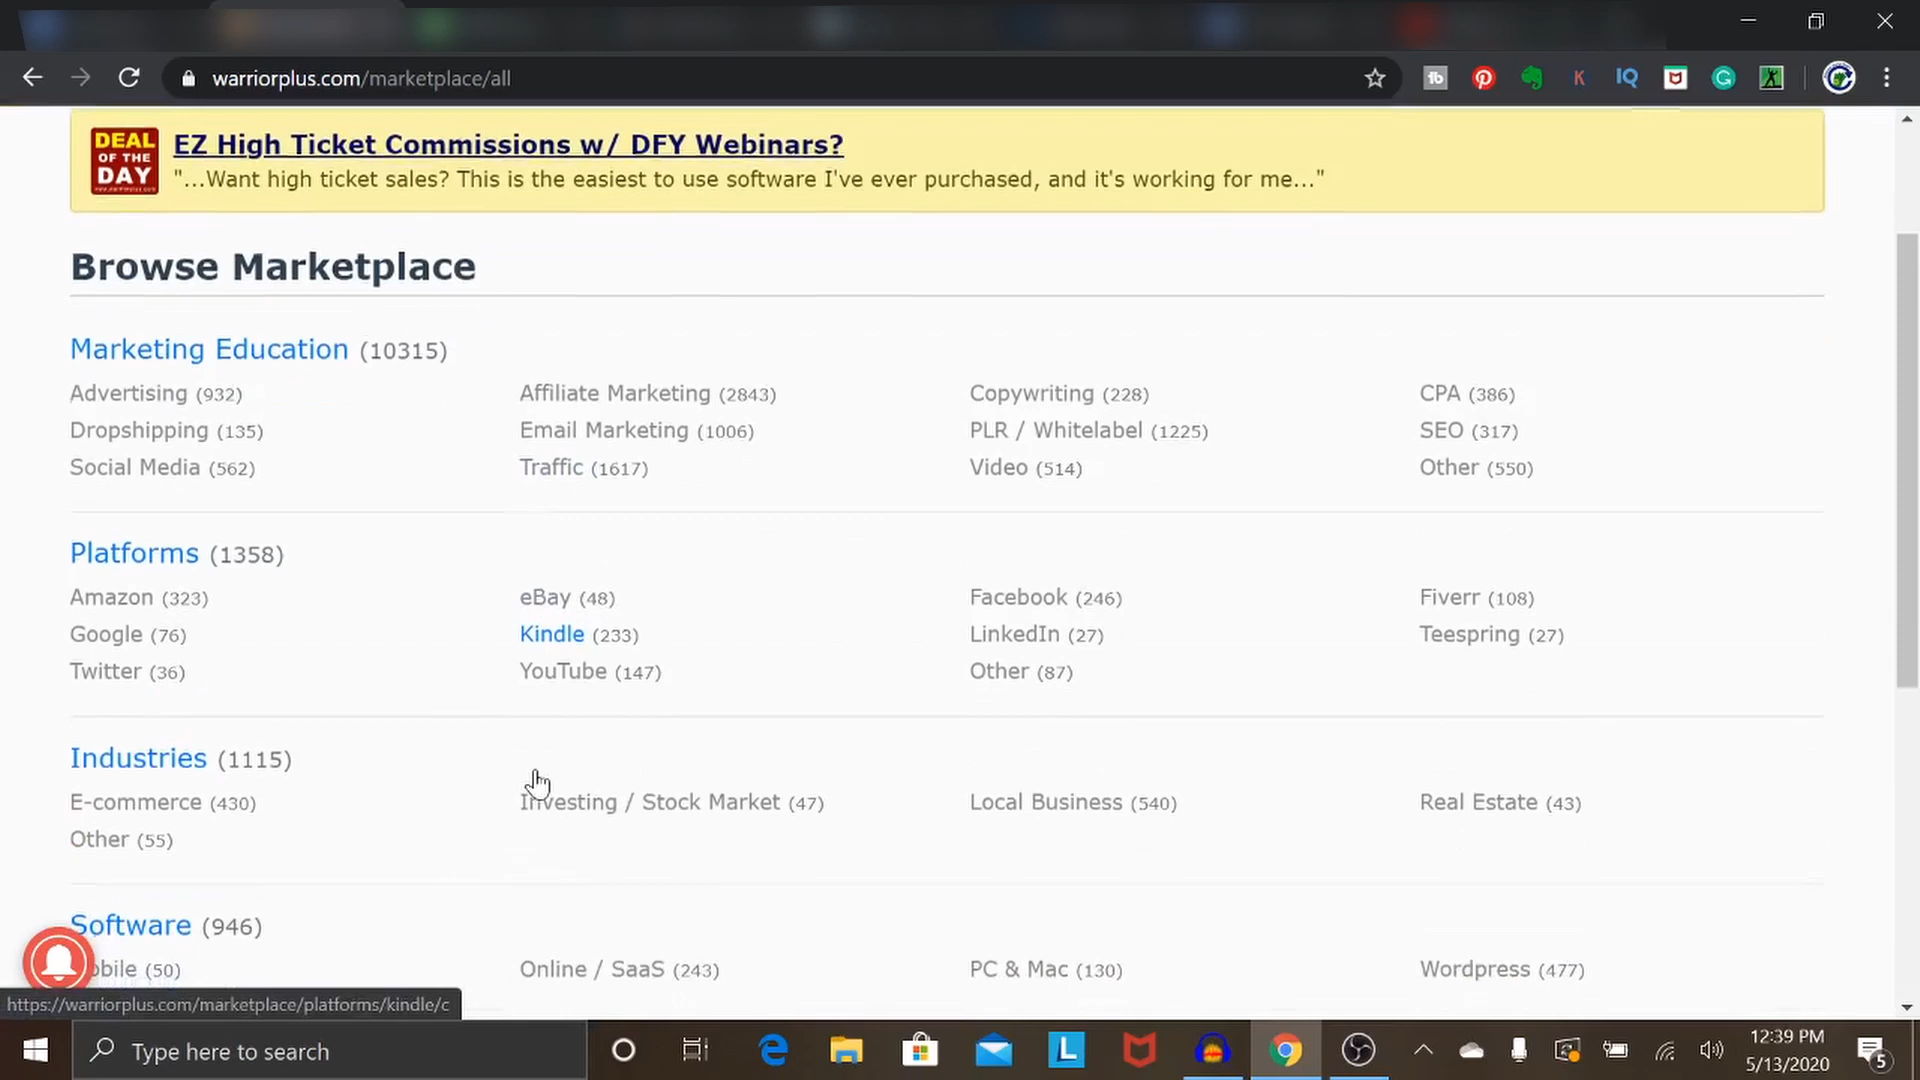 warriorplus.com/marketplace/all
DEAL OF THE DAY
EZ High Ticket Commissions w/ DFY Webinars?
"...Want high ticket sales? This is the easiest to use software I've ever purchased, and it's working for me..."
Browse Marketplace
Marketing Education (10315)
Advertising (932) Affiliate Marketing (2843) Copywriting (228) CPA (386)
Dropshipping (135) Email Marketing (1006) PLR / Whitelabel (1225) SEO (317)
Social Media (562) Traffic (1617) Video (514) Other (550)
Platforms (1358)
Amazon (323) eBay (48) Facebook (246) Fiverr (108)
Google (76) Kindle (233) LinkedIn (27) Teespring (27)
Twitter (36) YouTube (147) Other (87)
Industries (1115)
E-commerce (430) Investing / Stock Market (47) Local Business (540) Real Estate (43)
Other (55)
Software (946)
obile (50) Online / SaaS (243) PC & Mac (130) Wordpress (477)
https://warriorplus.com/marketplace/platforms/kindle/c
Type here to search
12:39 PM
5/13/2020
5